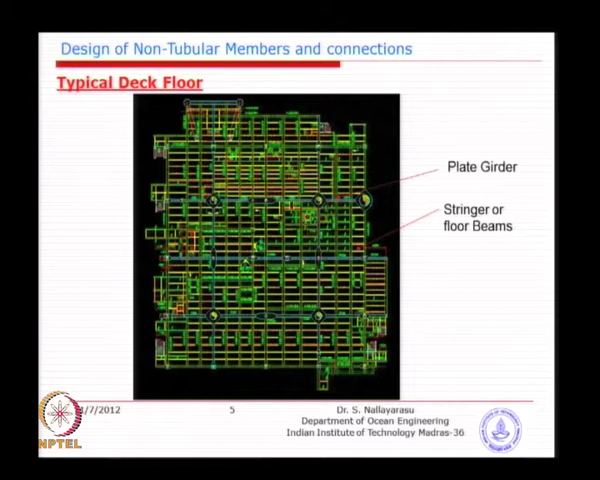 Design of Non-Tubular Members and connections
Typical Deck Floor
Plate Girder
Stringer or
floor Beams
/7/2012
5
Dr. S. Nallayarasu
Department of Ocean Engineering
Indian Institute of Technology Madras-36
NPTEL